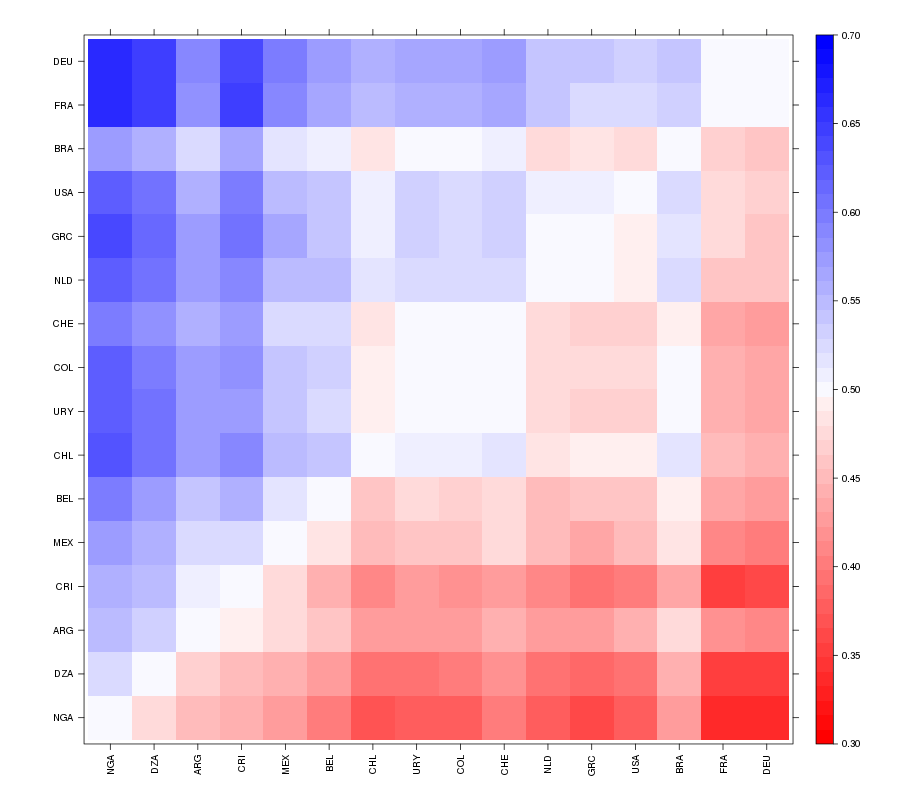 DEU
FRA
BRA
USA
GRC
NLD
CHE
COL
URY
CHL
BEL
MEX
CRI
ARG
DZA
NGA
NGA DZA ARG CRI MEX BEL CHL URY COL CHE NLD GRC USA BRA FRA DEU
0.70
0.65
0.60
0.55
0.50
0.45
0.40
0.35
0.30